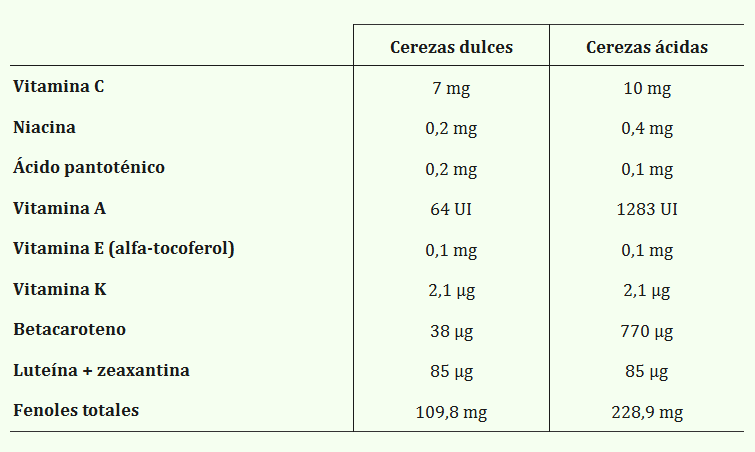 Cerezas dulces Cerezas ácidas
Vitamina C 7 mg 10 mg
Niacina 0,2 mg 0,4 mg
Ácido pantoténico 0,2 mg 0,1 mg
Vitamina A 64 UI 1283 UI
Vitamina E (alfa-tocoferol) 0,1 mg 0,1 mg
Vitamina K 2,1 µg 2,1 µg
Betacaroteno 38 µg 770 µg
Luteína + zeaxantina 85 µg 85 µg
Fenoles totales 109,8 mg 228,9 mg